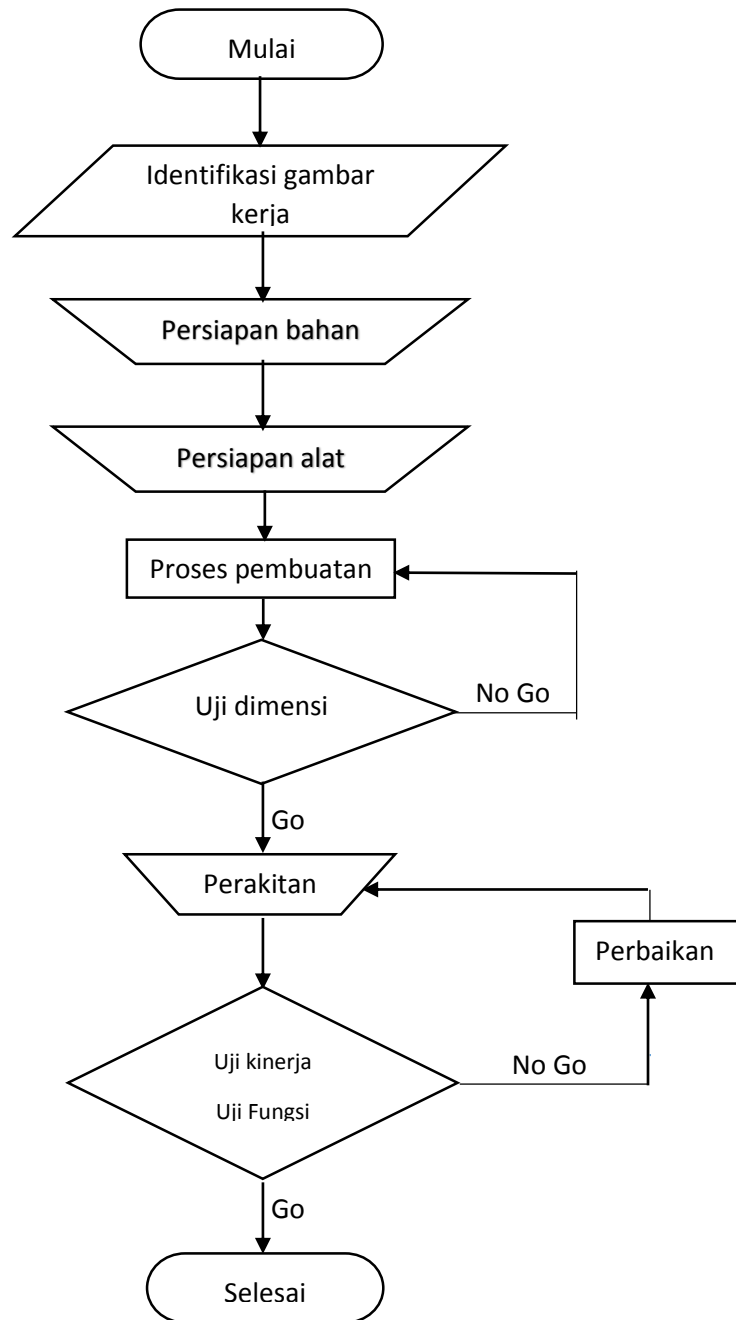 Mulai
Identifikasi gambar
kerja
Persiapan bahan
Persiapan alat
Proses pembuatan
Uji dimensi
No Go
Go
Perakitan
Perbaikan
Uji kinerja
No Go
Uji Fungsi
Go
Selesai